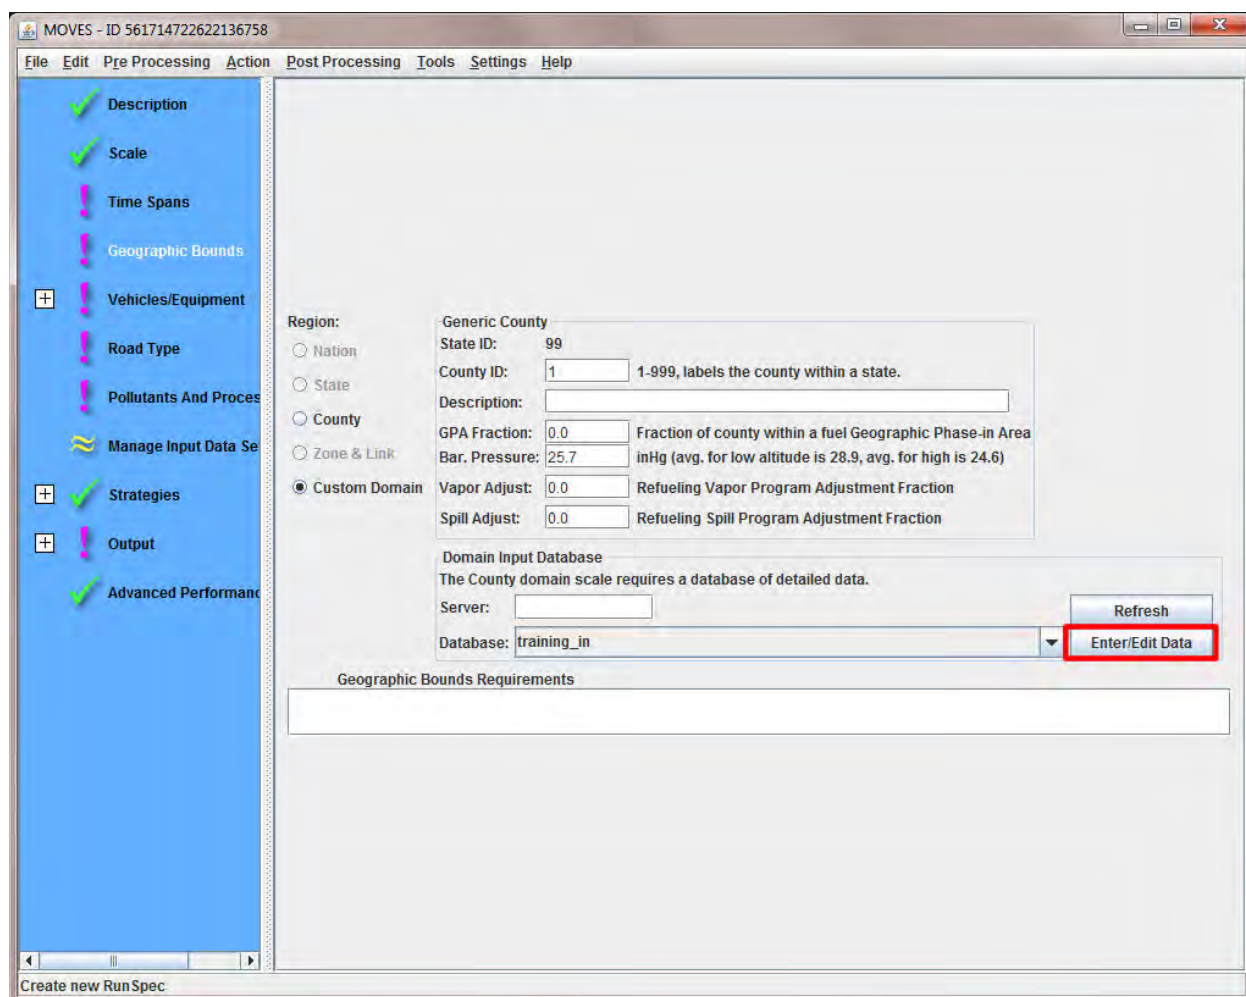 MOVES - ID 561714722622136758
File Edit Pre Processing Action Post Processing Tools Settings Help
Description
Scale
Time Spans
Geographic Bounds
Vehicles/Equipment
Road Type
Pollutants And Proces
Manage Input Data Se
Strategies
Output
Advanced Performanc
Region:
Nation
State
County
Zone & Link
Custom Domain
Generic County
State ID: 99
County ID: 1 1-999, labels the county within a state.
Description:
GPA Fraction: 0.0 Fraction of county within a fuel Geographic Phase-in Area
Bar. Pressure: 25.7 inHg (avg. for low altitude is 28.9, avg. for high is 24.6)
Vapor Adjust: 0.0 Refueling Vapor Program Adjustment Fraction
Spill Adjust: 0.0 Refueling Spill Program Adjustment Fraction
Domain Input Database
The County domain scale requires a database of detailed data.
Server: Refresh
Database: training_in Enter/Edit Data
Geographic Bounds Requirements
Create new RunSpec